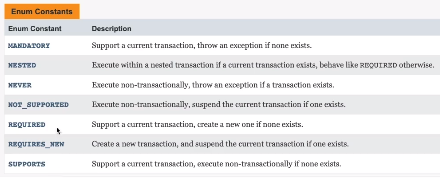 Enum Constants
Enum Constant Description
MANDATORY Support a current transaction, throw an exception if none exists.
NESTED Execute within a nested transaction if a current transaction exists, behave like REQUIRED otherwise.
NEVER Execute non-transactionally, throw an exception if a transaction exists.
NOT_SUPPORTED Execute non-transactionally, suspend the current transaction if one exists.
REQUIRED Support a current transaction, create a new one if none exists.
REQUIRES_NEW Create a new transaction, and suspend the current transaction if one exists.
SUPPORTS Support a current transaction, execute non-transactionally if none exists.